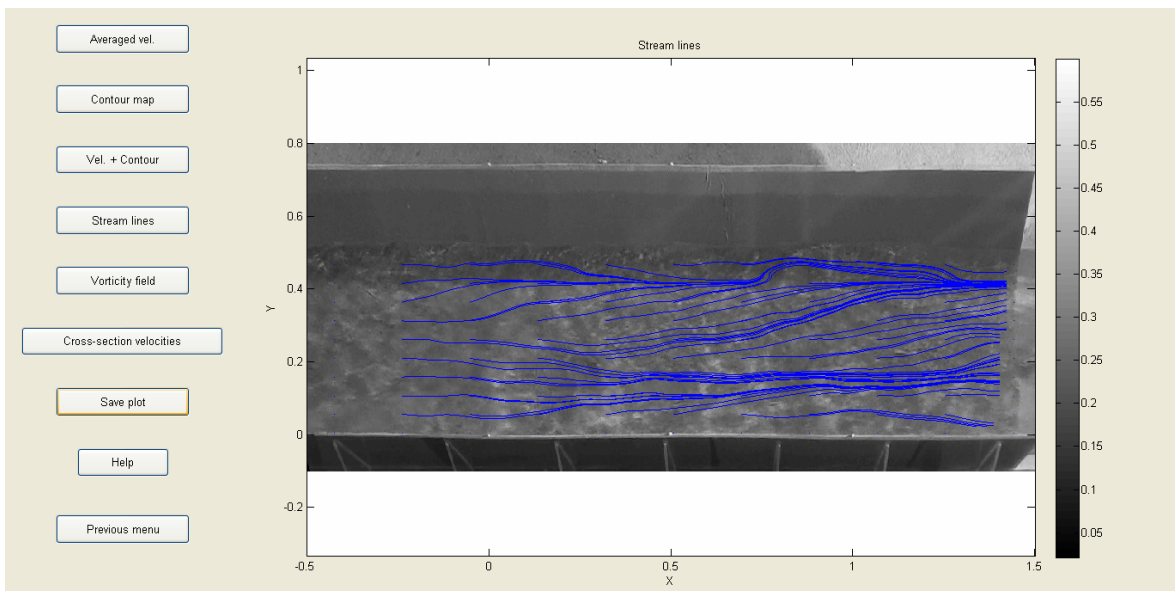 Averaged vel.
Contour map
Vel. + Contour
Stream lines
Vorticity field
Cross-section velocities
Save plot
Help
Previous menu
Stream lines
1
0.8
0.6
0.4
0.2
0
-0.2
Y
-0.5
0
0.5
1
1.5
X
0.55
0.5
0.45
0.4
0.35
0.3
0.25
0.2
0.15
0.1
0.05